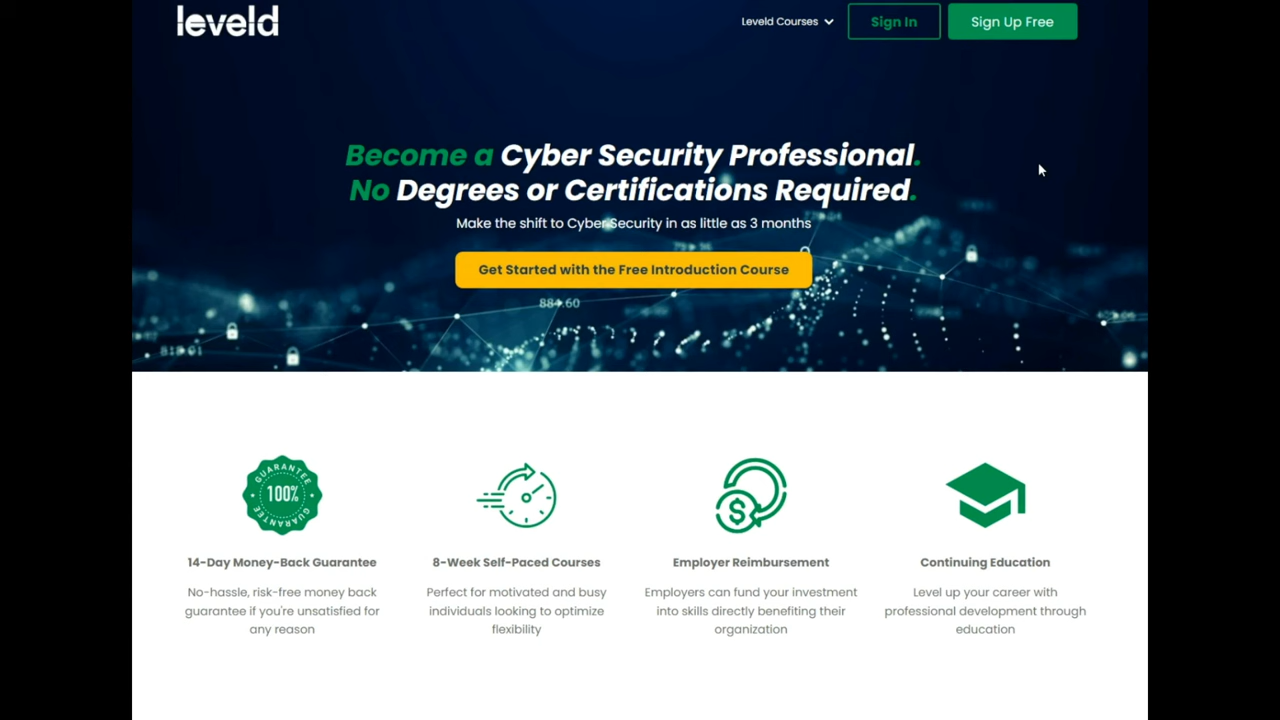 leveld
Leveld Courses
Sign In
Sign Up Free
Become a Cyber Security Professional.
No Degrees or Certifications Required.
Make the shift to Cyber Security in as little as 3 months
Get Started with the Free Introduction Course
884.60
GUARANTEE
100%
GUARANTEE
$
14-Day Money-Back Guarantee
No-hassle, risk-free money back
guarantee if you're unsatisfied for
any reason
8-Week Self-Paced Courses
Perfect for motivated and busy
individuals looking to optimize
flexibility
Employer Reimbursement
Employers can fund your investment
into skills directly benefiting their
organization
Continuing Education
Level up your career with
professional development through
education